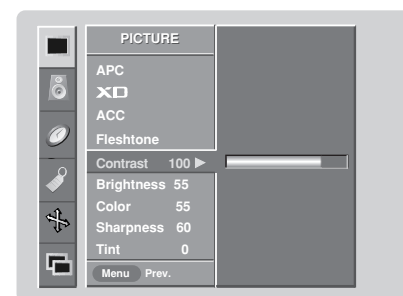 PICTURE
APC
XD
ACC
Fleshtone
Contrast 100 ▶
Brightness 55
Color 55
Sharpness 60
Tint 0
Menu Prev.